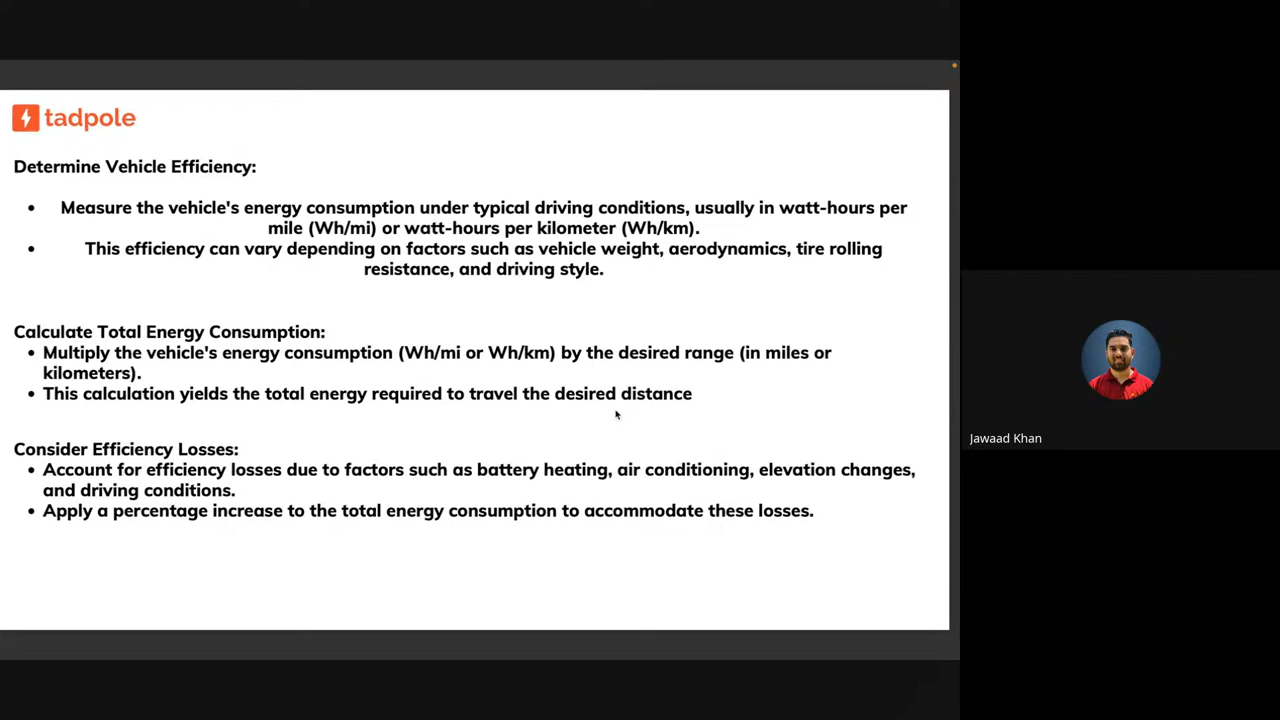 tadpole
Determine Vehicle Efficiency:
• Measure the vehicle's energy consumption under typical driving conditions, usually in watt-hours per
mile (Wh/mi) or watt-hours per kilometer (Wh/km).
• This efficiency can vary depending on factors such as vehicle weight, aerodynamics, tire rolling
resistance, and driving style.
Calculate Total Energy Consumption:
• Multiply the vehicle's energy consumption (Wh/mi or Wh/km) by the desired range (in miles or
kilometers).
• This calculation yields the total energy required to travel the desired distance
Consider Efficiency Losses:
• Account for efficiency losses due to factors such as battery heating, air conditioning, elevation changes,
and driving conditions.
• Apply a percentage increase to the total energy consumption to accommodate these losses.
Jawaad Khan